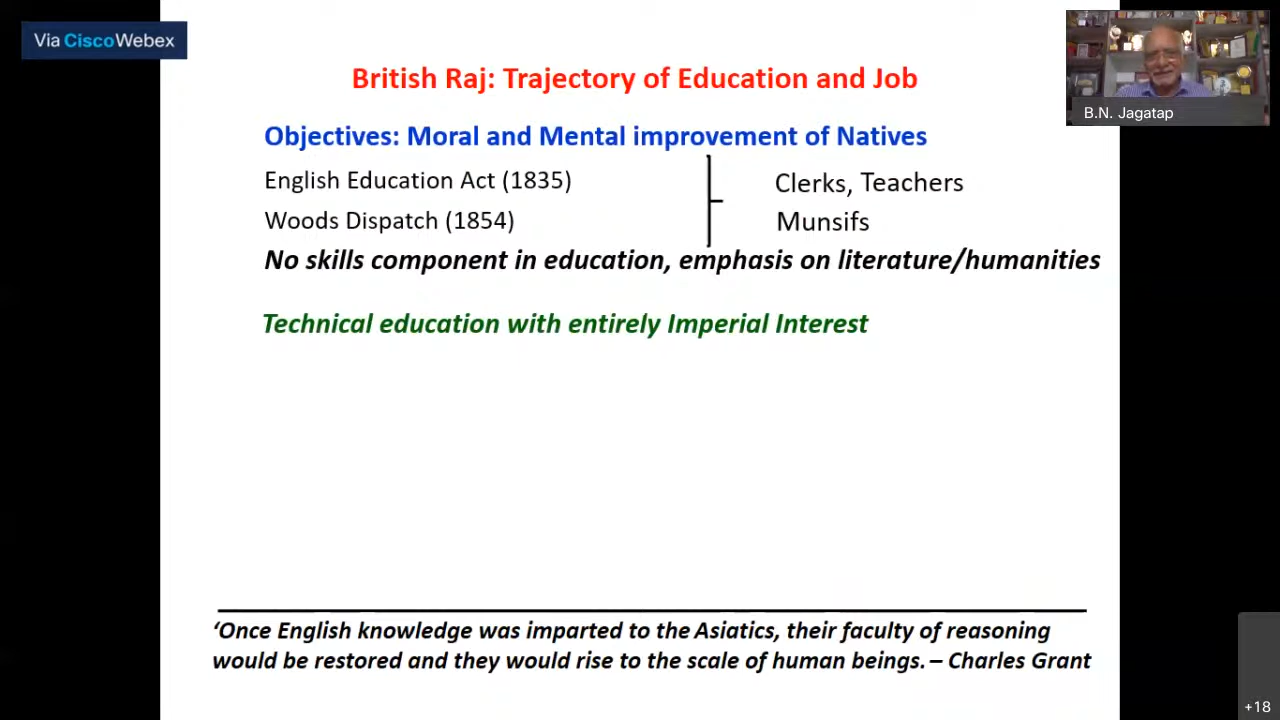 Via CiscoWebex
British Raj: Trajectory of Education and Job
B.N. Jagatap
Objectives: Moral and Mental improvement of Natives
English Education Act (1835)
Clerks, Teachers
Woods Dispatch (1854)
Munsifs
No skills component in education, emphasis on literature/humanities
Technical education with entirely Imperial Interest
‘Once English knowledge was imparted to the Asiatics, their faculty of reasoning
would be restored and they would rise to the scale of human beings. – Charles Grant
+18